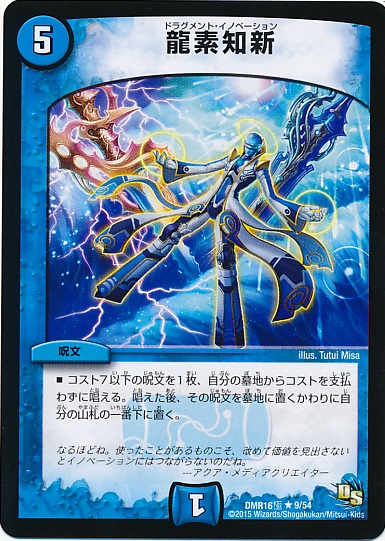 ドラグメント・イノベーション
5 龍素知新
呪文
illus. Tutui Misa
■ コスト7以下の呪文を1枚、自分の墓地からコストを支払
わずに唱える。唱えた後、その呪文を墓地に置くかわりに自
分の山札の一番下に置く。
なるほどね。使ったことがあるものこそ、改めて価値を見出さない
とイノベーションにはつながらないのだね。
---アクア・メディアクリエイター
1
DS
DMR16極 ★ 9/54
©2015 Wizards/Shogakukan/Mitsui-Kids